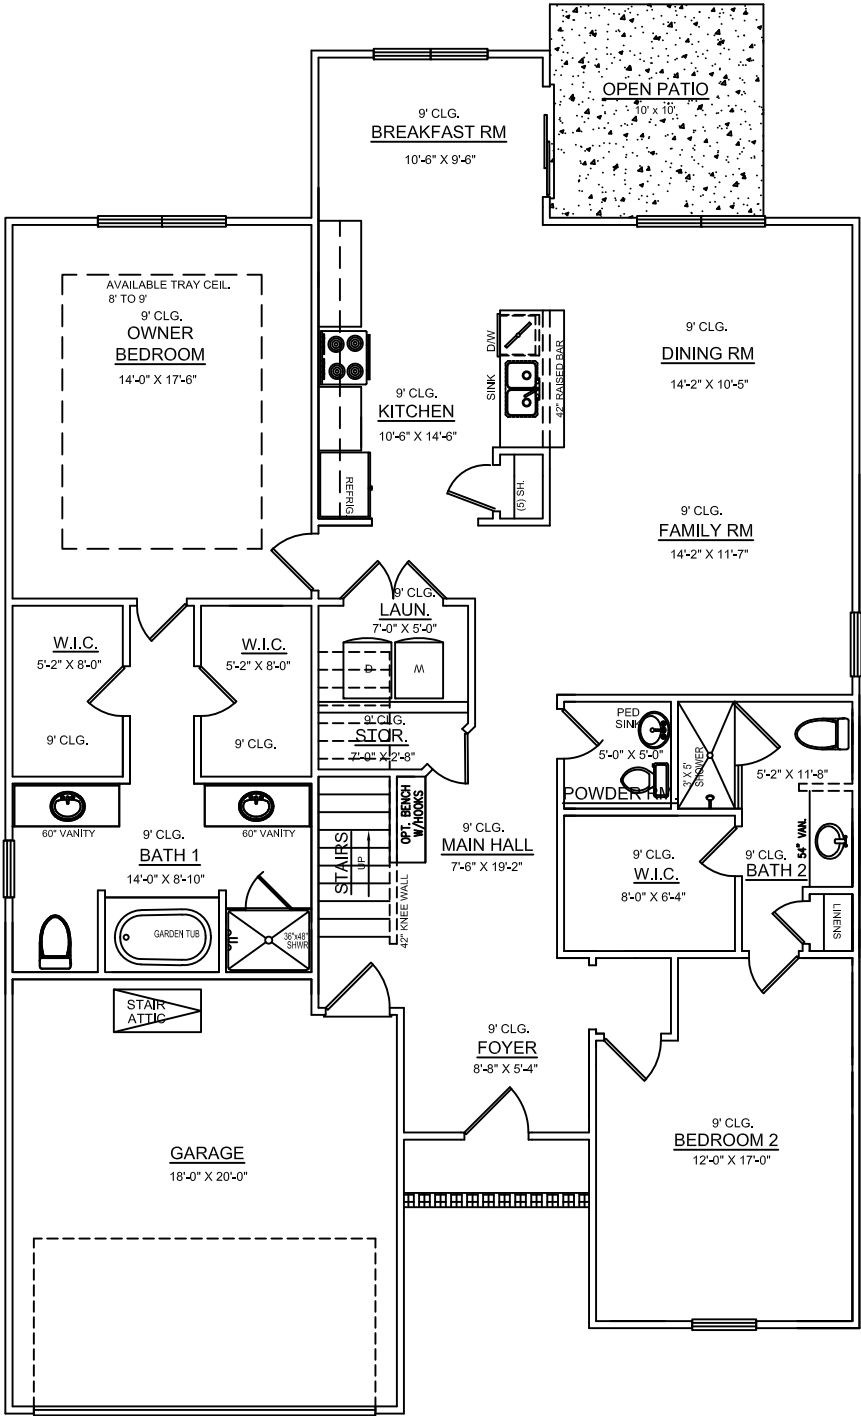 OPEN PATIO
10' x 10'
9' CLG.
BREAKFAST RM
10'-6" X 9'-6"
AVAILABLE TRAY CEIL.
8' TO 9'
9' CLG.
OWNER
BEDROOM
14'-0" X 17'-6"
D/W
SINK
42" RAISED BAR
9' CLG.
DINING RM
14'-2" X 10'-5"
9' CLG.
KITCHEN
10'-6" X 14'-6"
REFRIG
(5) SH.
9' CLG.
FAMILY RM
14'-2" X 11'-7"
9' CLG.
LAUN.
7'-0" X 5'-0"
D
W
W.I.C.
5'-2" X 8'-0"
9' CLG.
W.I.C.
5'-2" X 8'-0"
9' CLG.
9' CLG.
STOR.
7'-0" X 2'-8"
PED
SINK
5'-0" X 5'-0"
POWDER RM
3' X 5'
SHOWER
5'-2" X 11'-8"
60" VANITY
60" VANITY
9' CLG.
BATH 1
14'-0" X 8'-10"
STAIRS
UP
OPT. BENCH
W/HOOKS
42" KNEE WALL
9' CLG.
MAIN HALL
7'-6" X 19'-2"
9' CLG.
W.I.C.
8'-0" X 6'-4"
9' CLG.
BATH 2
54" VAN.
LINENS
GARDEN TUB
36"x48"
SHWR
STAIR
ATTIC
9' CLG.
FOYER
8'-8" X 5'-4"
GARAGE
18'-0" X 20'-0"
9' CLG.
BEDROOM 2
12'-0" X 17'-0"